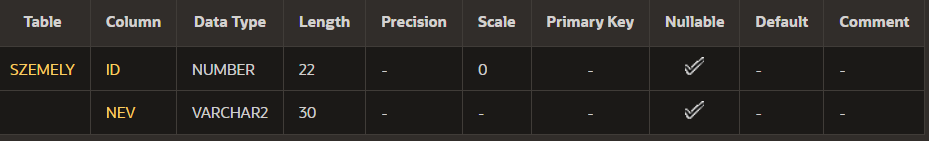 Table Column Data Type Length Precision Scale Primary Key Nullable Default Comment
SZEMELY ID NUMBER 22 - 0 - ✓ - -
NEV VARCHAR2 30 - - - ✓ - -